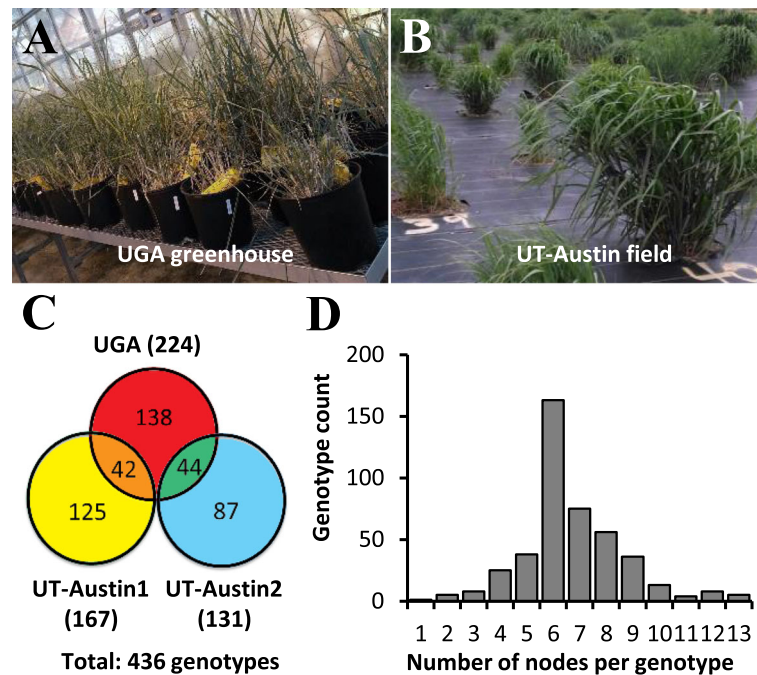 A
UGA greenhouse
B
39
40
UT-Austin field
C
UGA (224)
138
42
44
125
87
UT-Austin1
(167)
UT-Austin2
(131)
Total: 436 genotypes
D
Genotype count
200
150
100
50
0
1 2 3 4 5 6 7 8 9 10 11 12 13
Number of nodes per genotype